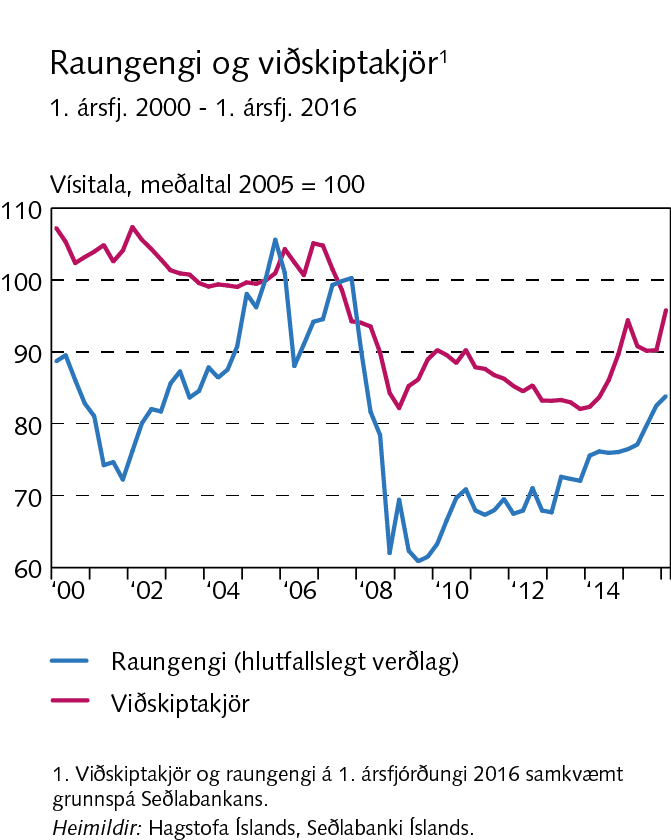 Raungengi og viðskiptakjör¹
1. ársfj. 2000 - 1. ársfj. 2016
Vísitala, meðaltal 2005 = 100
110
100
90
80
70
60
‘00 ‘02 ‘04 ‘06 ‘08 ‘10 ‘12 ‘14
Raungengi (hlutfallslegt verðlag)
Viðskiptakjör
1. Viðskiptakjör og raungengi á 1. ársfjórðungi 2016 samkvæmt
grunnspá Seðlabankans.
Heimildir: Hagstofa Íslands, Seðlabanki Íslands.